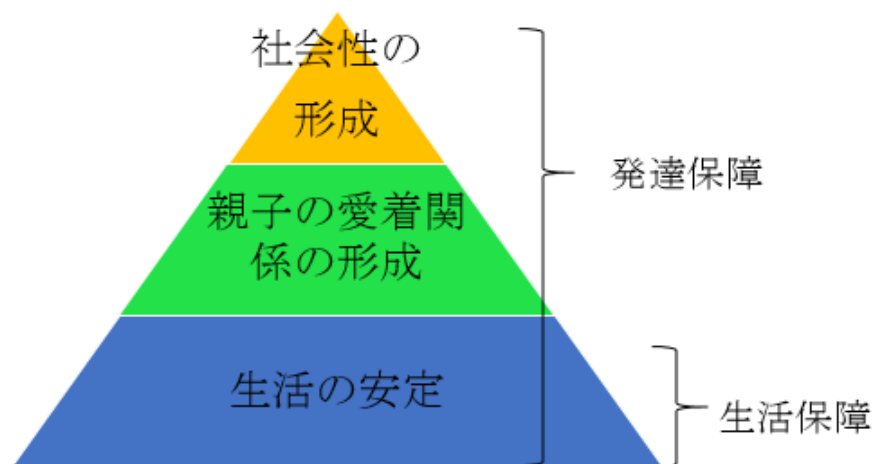 社会性の
形成
発達保障
親子の愛着関
係の形成
生活の安定
生活保障